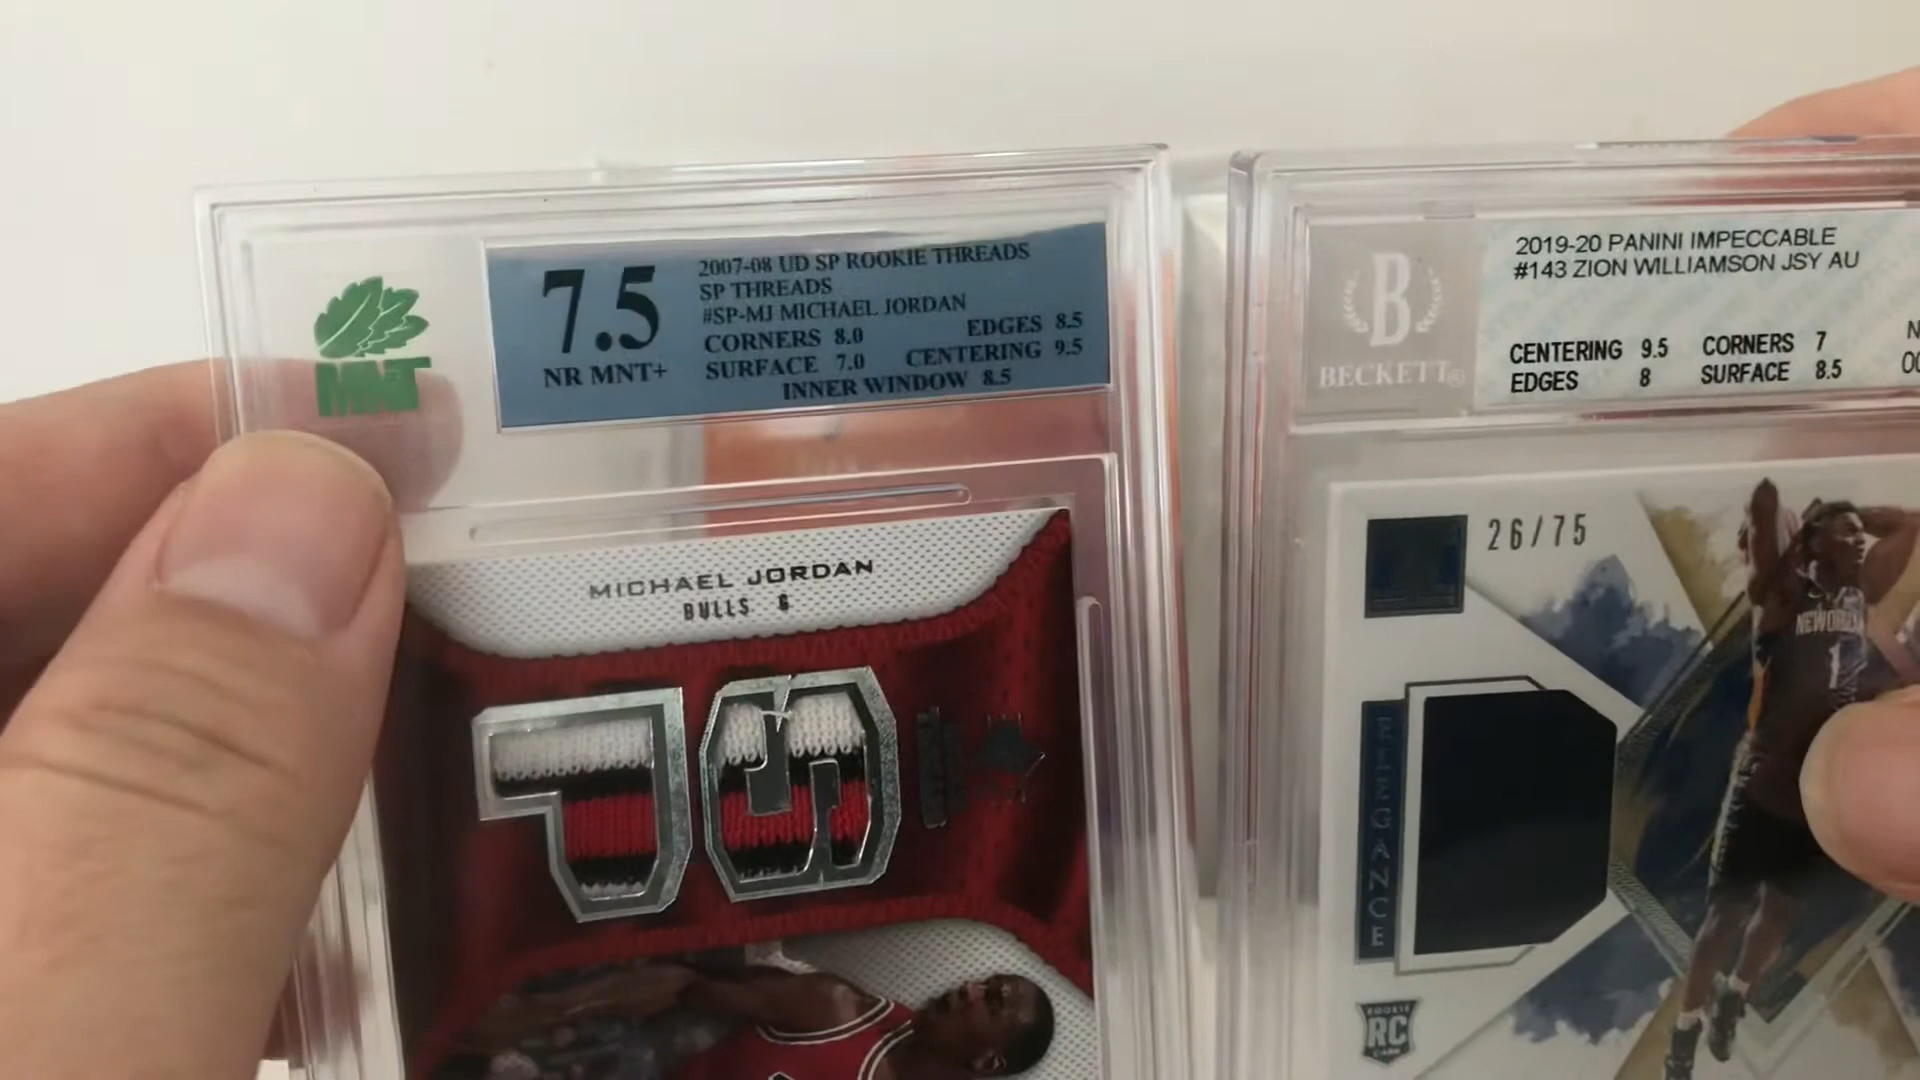 MNT
7.5
NR MNT+
2007-08 UD SP ROOKIE THREADS
SP THREADS
#SP-MJ MICHAEL JORDAN
CORNERS 8.0 EDGES 8.5
SURFACE 7.0 CENTERING 9.5
INNER WINDOW 8.5
MICHAEL JORDAN
BULLS G
B
BECKETT®
2019-20 PANINI IMPECCABLE
#143 ZION WILLIAMSON JSY AU
CENTERING 9.5 CORNERS 7
EDGES 8 SURFACE 8.5
26/75
ELEGANCE
1
ROOKIE
RC
CARD